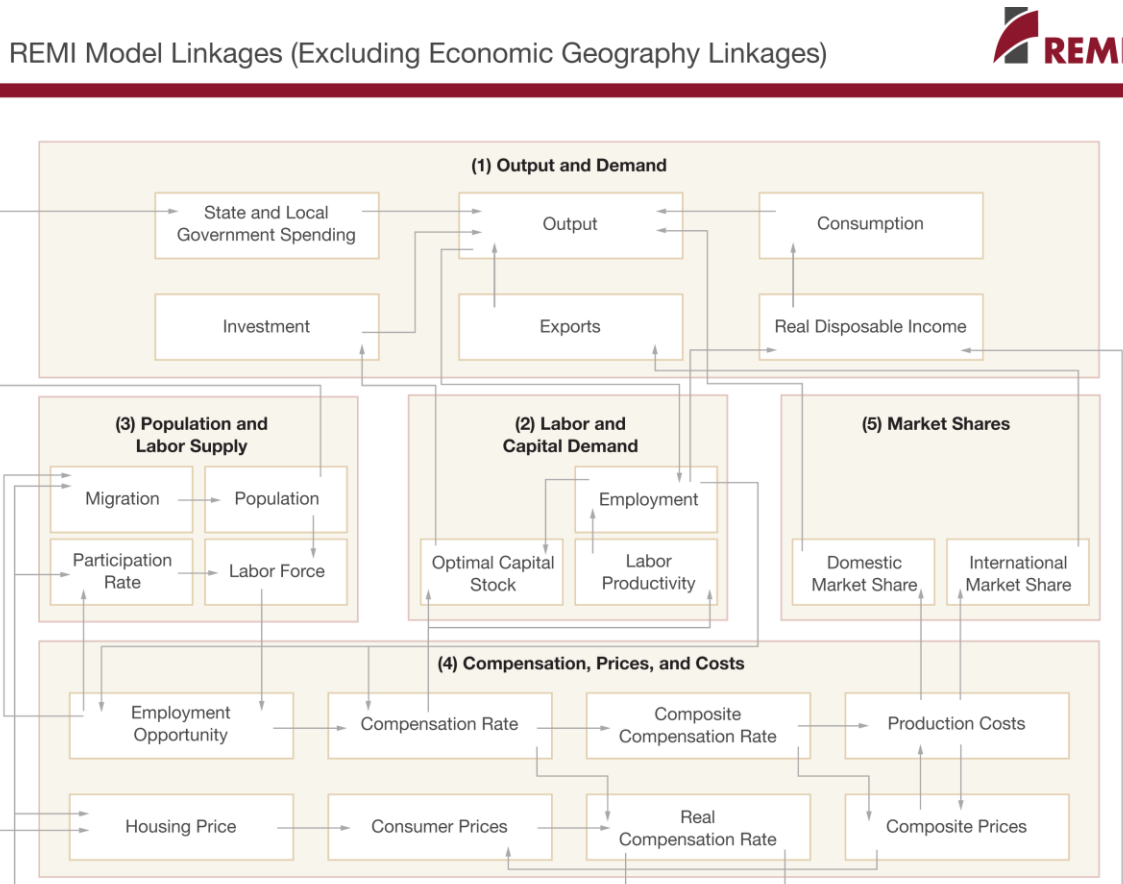 REMI Model Linkages (Excluding Economic Geography Linkages)
REMI
(1) Output and Demand
State and Local
Government Spending
Output
Consumption
Investment
Exports
Real Disposable Income
(3) Population and
Labor Supply
(2) Labor and
Capital Demand
(5) Market Shares
Migration
Population
Employment
Participation
Rate
Labor Force
Optimal Capital
Stock
Labor
Productivity
Domestic
Market Share
International
Market Share
(4) Compensation, Prices, and Costs
Employment
Opportunity
Compensation Rate
Composite
Compensation Rate
Production Costs
Housing Price
Consumer Prices
Real
Compensation Rate
Composite Prices